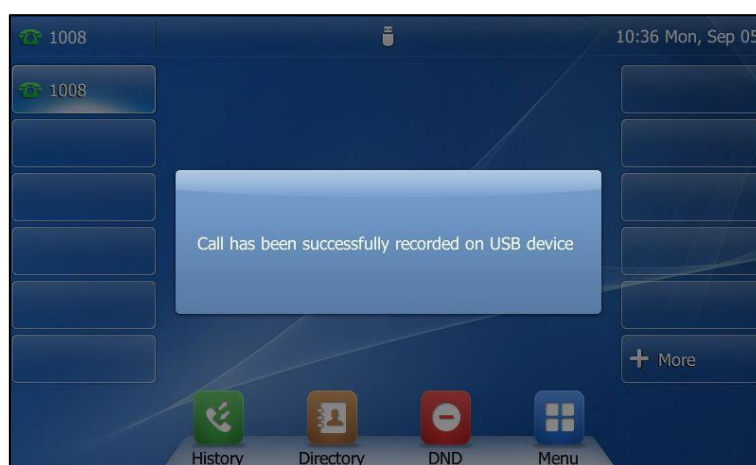 1008
10:36 Mon, Sep 05
1008
Call has been successfully recorded on USB device
More
History
Directory
DND
Menu